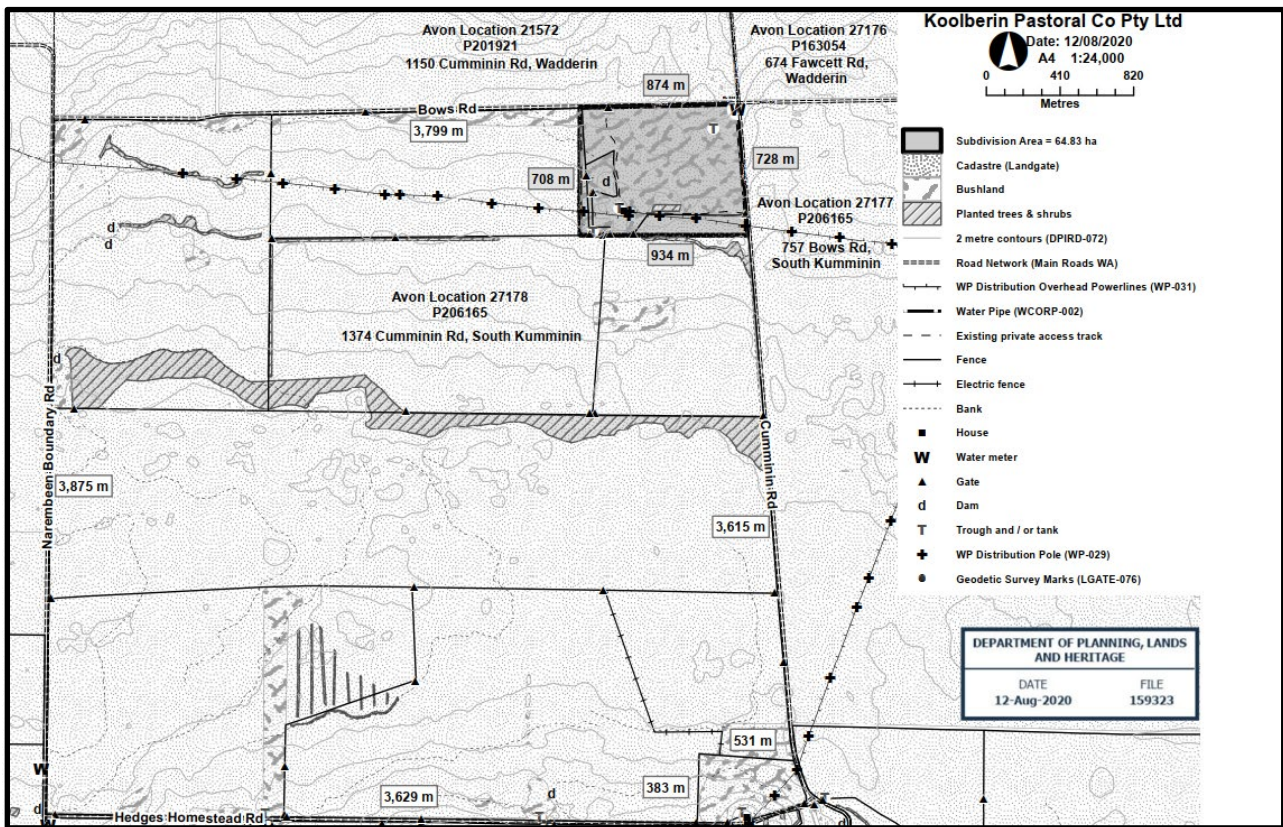 Koolberin Pastoral Co Pty Ltd
Date: 12/08/2020
A4 1:24,000
0 410 820
Metres
Subdivision Area = 64.83 ha
Cadastre (Landgate)
Bushland
Planted trees & shrubs
2 metre contours (DPIRD-072)
Road Network (Main Roads WA)
WP Distribution Overhead Powerlines (WP-031)
Water Pipe (WCORP-002)
Existing private access track
Fence
Electric fence
Bank
House
W Water meter
Gate
d Dam
T Trough and / or tank
WP Distribution Pole (WP-029)
Geodetic Survey Marks (LGATE-076)
DEPARTMENT OF PLANNING, LANDS
AND HERITAGE
DATE FILE
12-Aug-2020 159323
Avon Location 21572
P201921
1150 Cumminin Rd, Wadderin
Avon Location 27176
P163054
674 Fawcett Rd,
Wadderin
874 m
Bows Rd
W
3,799 m
T
728 m
708 m
d
T
Avon Location 27177
P206165
757 Bows Rd,
South Kumminin
d
d
934 m
Avon Location 27178
P206165
1374 Cumminin Rd, South Kumminin
d
Narembeen Boundary Rd
Cumminin Rd
3,875 m
3,615 m
531 m
383 m
W
3,629 m
d
d
T
T
T
d
Hedges Homestead Rd
W